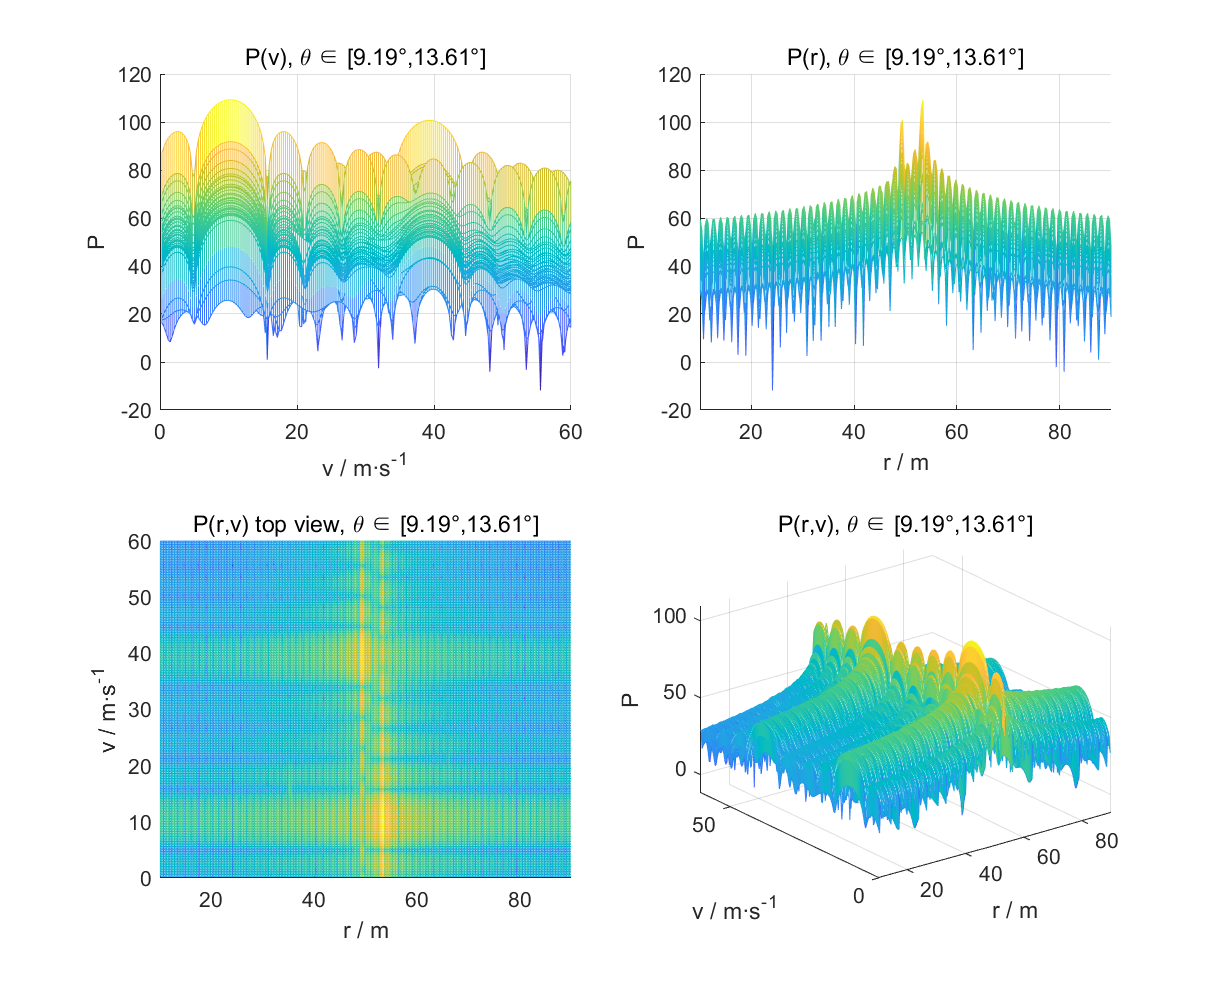 P(v), θ ∈ [9.19°,13.61°]
120
100
80
60
40
20
0
-20
P
0 20 40 60
v / m·s⁻¹
P(r), θ ∈ [9.19°,13.61°]
120
100
80
60
40
20
0
-20
P
20 40 60 80
r / m
P(r,v) top view, θ ∈ [9.19°,13.61°]
60
50
40
30
20
10
0
v / m·s⁻¹
20 40 60 80
r / m
P(r,v), θ ∈ [9.19°,13.61°]
100
50
0
P
50
0
v / m·s⁻¹
20 40 60 80
r / m